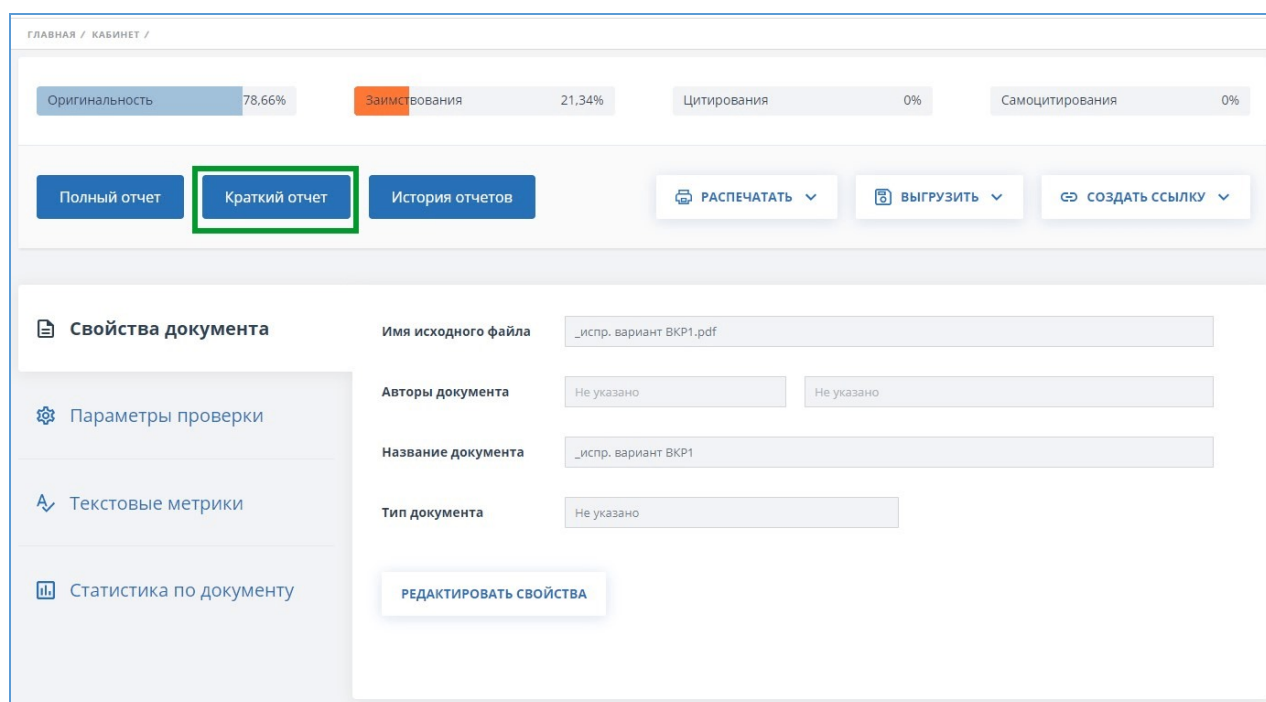 ГЛАВНАЯ / КАБИНЕТ /
Оригинальность 78,66% Заимствования 21,34% Цитирования 0% Самоцитирования 0%
Полный отчет Краткий отчет История отчетов РАСПЕЧАТАТЬ ВЫГРУЗИТЬ СОЗДАТЬ ССЫЛКУ
Свойства документа
Имя исходного файла _испр. вариант ВКР1.pdf
Авторы документа Не указано Не указано
Параметры проверки
Название документа _испр. вариант ВКР1
Текстовые метрики
Тип документа Не указано
Статистика по документу
РЕДАКТИРОВАТЬ СВОЙСТВА